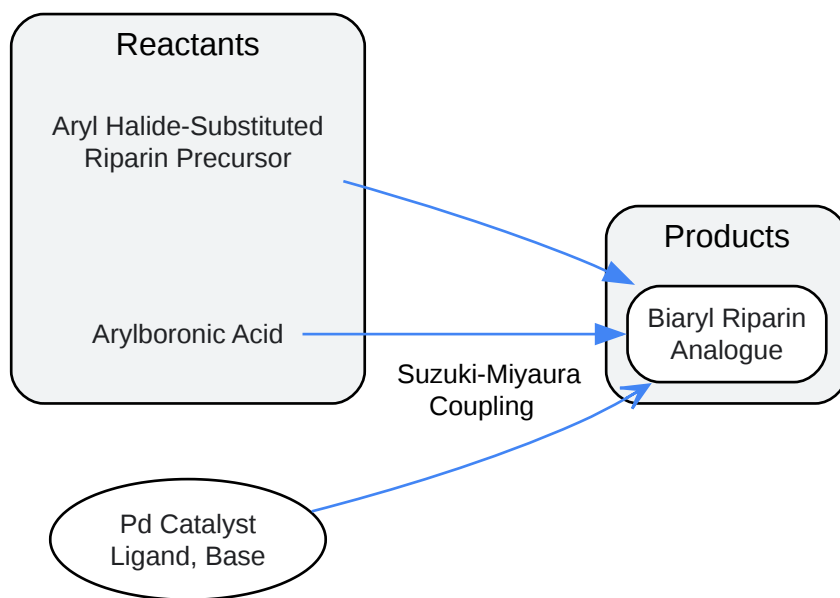 Reactants
Aryl Halide-Substituted
Riparin Precursor
Arylboronic Acid
Products
Biaryl Riparin
Analogue
Suzuki-Miyaura
Coupling
Pd Catalyst
Ligand, Base